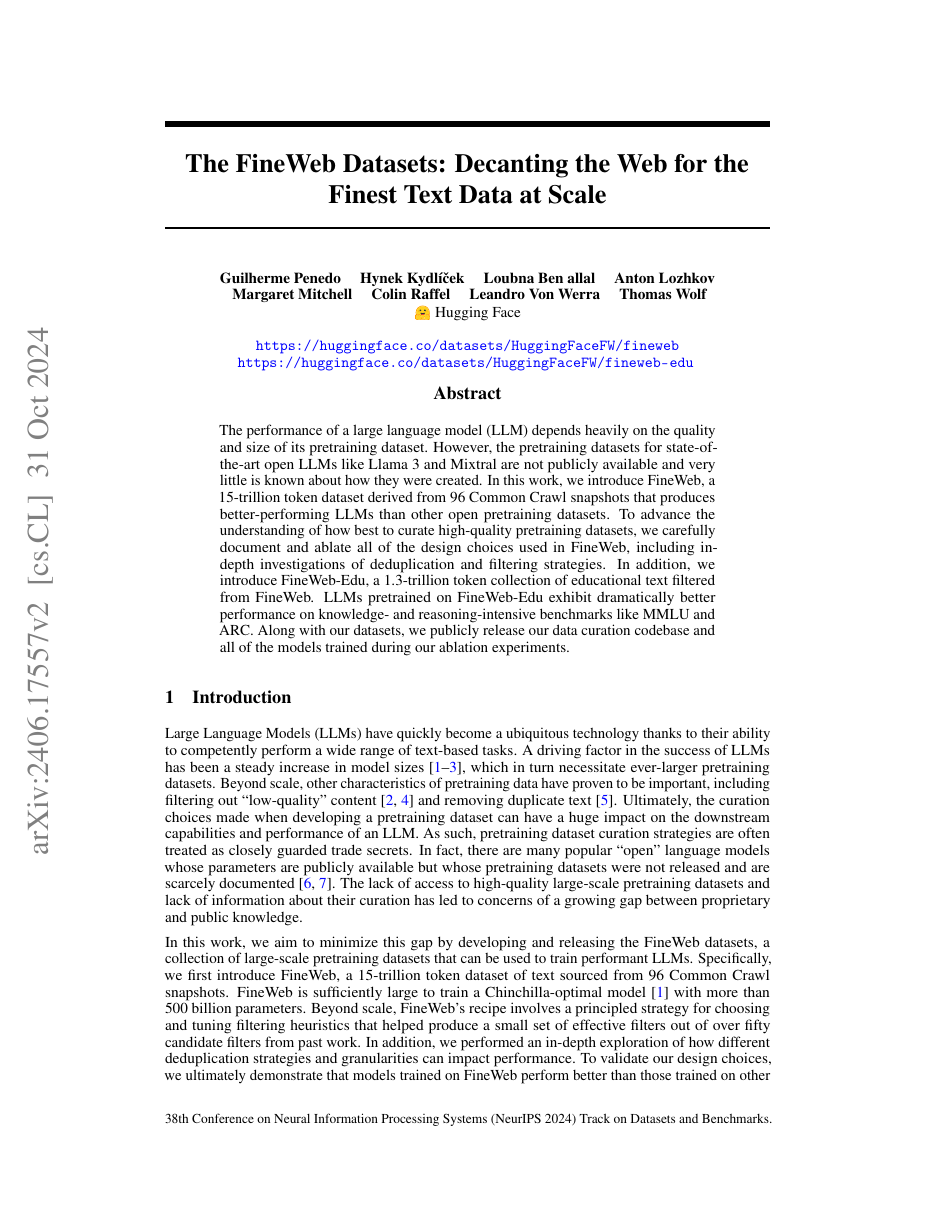 The FineWeb Datasets: Decanting the Web for the
Finest Text Data at Scale
Guilherme Penedo Hynek Kydlíček Loubna Ben allal Anton Lozhkov
Margaret Mitchell Colin Raffel Leandro Von Werra Thomas Wolf
🤗 Hugging Face
https://huggingface.co/datasets/HuggingFaceFW/fineweb
https://huggingface.co/datasets/HuggingFaceFW/fineweb-edu
Abstract
The performance of a large language model (LLM) depends heavily on the quality
and size of its pretraining dataset. However, the pretraining datasets for state-of-
the-art open LLMs like Llama 3 and Mixtral are not publicly available and very
little is known about how they were created. In this work, we introduce FineWeb, a
15-trillion token dataset derived from 96 Common Crawl snapshots that produces
better-performing LLMs than other open pretraining datasets. To advance the
understanding of how best to curate high-quality pretraining datasets, we carefully
document and ablate all of the design choices used in FineWeb, including in-
depth investigations of deduplication and filtering strategies. In addition, we
introduce FineWeb-Edu, a 1.3-trillion token collection of educational text filtered
from FineWeb. LLMs pretrained on FineWeb-Edu exhibit dramatically better
performance on knowledge- and reasoning-intensive benchmarks like MMLU and
ARC. Along with our datasets, we publicly release our data curation codebase and
all of the models trained during our ablation experiments.
1 Introduction
Large Language Models (LLMs) have quickly become a ubiquitous technology thanks to their ability
to competently perform a wide range of text-based tasks. A driving factor in the success of LLMs
has been a steady increase in model sizes [1–3], which in turn necessitate ever-larger pretraining
datasets. Beyond scale, other characteristics of pretraining data have proven to be important, including
filtering out “low-quality” content [2, 4] and removing duplicate text [5]. Ultimately, the curation
choices made when developing a pretraining dataset can have a huge impact on the downstream
capabilities and performance of an LLM. As such, pretraining dataset curation strategies are often
treated as closely guarded trade secrets. In fact, there are many popular “open” language models
whose parameters are publicly available but whose pretraining datasets were not released and are
scarcely documented [6, 7]. The lack of access to high-quality large-scale pretraining datasets and
lack of information about their curation has led to concerns of a growing gap between proprietary
and public knowledge.
In this work, we aim to minimize this gap by developing and releasing the FineWeb datasets, a
collection of large-scale pretraining datasets that can be used to train performant LLMs. Specifically,
we first introduce FineWeb, a 15-trillion token dataset of text sourced from 96 Common Crawl
snapshots. FineWeb is sufficiently large to train a Chinchilla-optimal model [1] with more than
500 billion parameters. Beyond scale, FineWeb’s recipe involves a principled strategy for choosing
and tuning filtering heuristics that helped produce a small set of effective filters out of over fifty
candidate filters from past work. In addition, we performed an in-depth exploration of how different
deduplication strategies and granularities can impact performance. To validate our design choices,
we ultimately demonstrate that models trained on FineWeb perform better than those trained on other
38th Conference on Neural Information Processing Systems (NeurIPS 2024) Track on Datasets and Benchmarks.
arXiv:2406.17557v2 [cs.CL] 31 Oct 2024